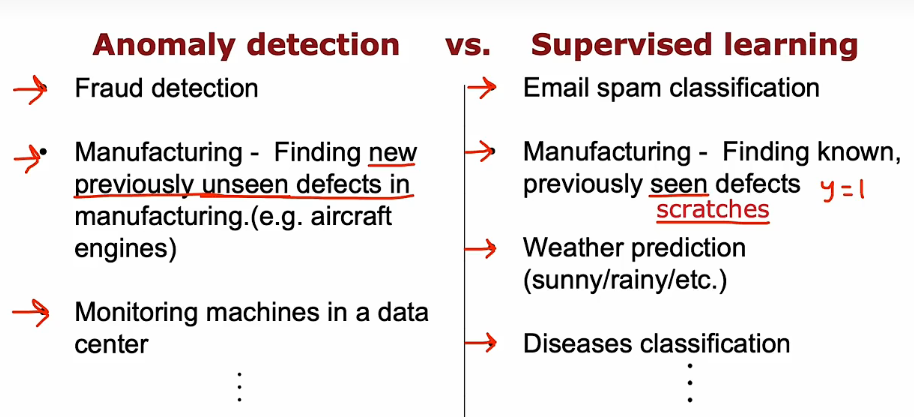 Anomaly detection vs. Supervised learning
Fraud detection
Manufacturing - Finding new
previously unseen defects in
manufacturing.(e.g. aircraft
engines)
Monitoring machines in a data
center
Email spam classification
Manufacturing - Finding known,
previously seen defects y=1
scratches
Weather prediction
(sunny/rainy/etc.)
Diseases classification